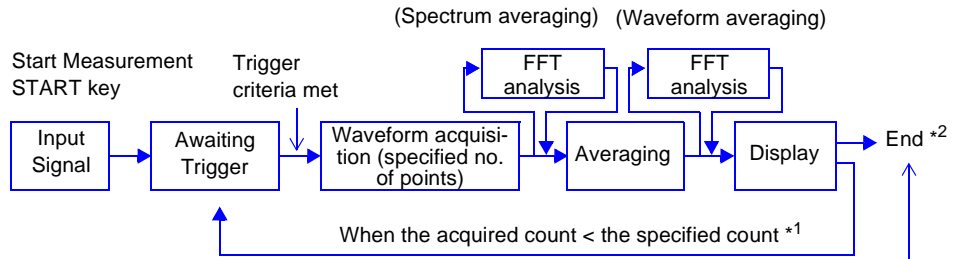 (Spectrum averaging)
(Waveform averaging)
Start Measurement
START key
Trigger
criteria met
FFT
analysis
FFT
analysis
Input
Signal
Awaiting
Trigger
Waveform acquisi-
tion (specified no.
of points)
Averaging
Display
End *2
When the acquired count < the specified count *1